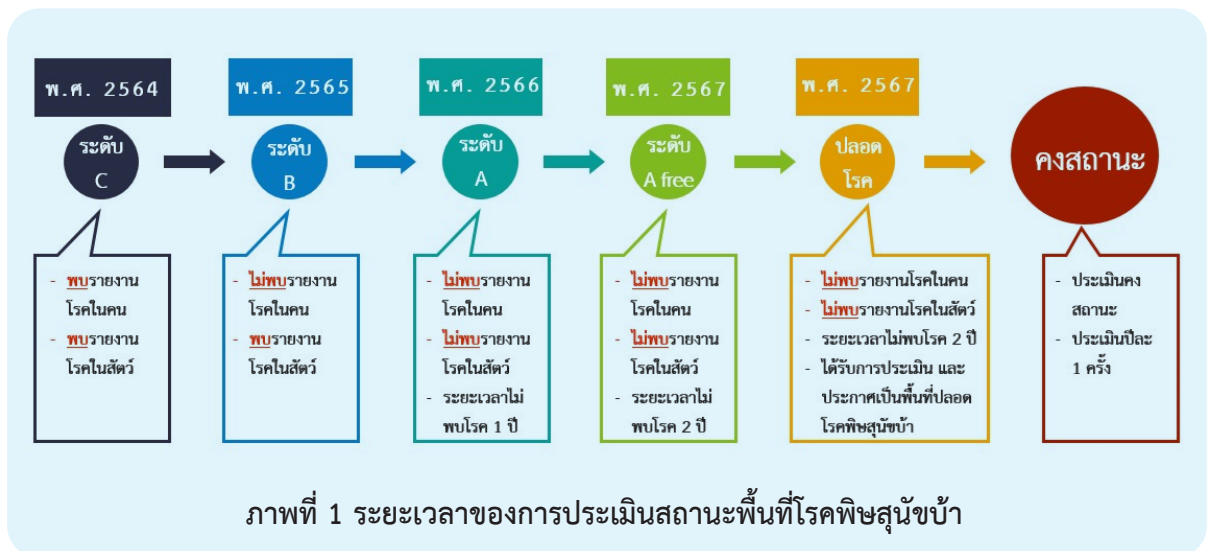 พ.ศ. 2564
พ.ศ. 2565
พ.ศ. 2566
พ.ศ. 2567
พ.ศ. 2567
ระดับ
C
ระดับ
B
ระดับ
A
ระดับ
A free
ปลอด
โรค
คงสถานะ
- พบรายงาน
โรคในคน
- พบรายงาน
โรคในสัตว์
- ไม่พบรายงาน
โรคในคน
- พบรายงาน
โรคในสัตว์
- ไม่พบรายงาน
โรคในคน
- ไม่พบรายงาน
โรคในสัตว์
- ระยะเวลาไม่
พบโรค 1 ปี
- ไม่พบรายงาน
โรคในคน
- ไม่พบรายงาน
โรคในสัตว์
- ระยะเวลาไม่
พบโรค 2 ปี
- ไม่พบรายงานโรคในคน
- ไม่พบรายงานโรคในสัตว์
- ระยะเวลาไม่พบโรค 2 ปี
- ได้รับการประเมิน และ
ประกาศเป็นพื้นที่ปลอด
โรคพิษสุนัขบ้า
- ประเมินคง
สถานะ
- ประเมินปีละ
1 ครั้ง
ภาพที่ 1 ระยะเวลาของการประเมินสถานะพื้นที่โรคพิษสุนัขบ้า